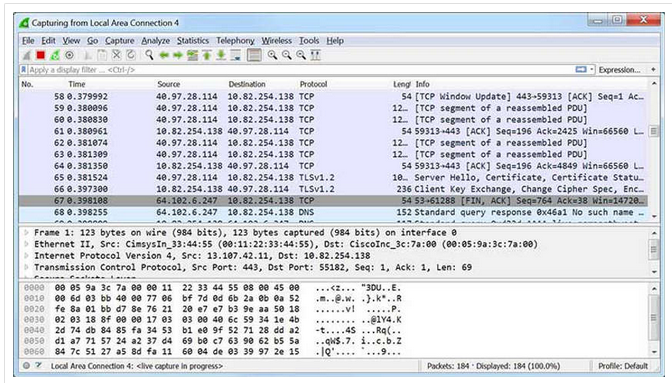 Capturing from Local Area Connection 4
File Edit View Go Capture Analyze Statistics Telephony Wireless Tools Help
Apply a display filter ... <Ctrl-/> Expression... +
No. Time Source Destination Protocol Lengt Info
58 0.379992 40.97.28.114 10.82.254.138 TCP 54 [TCP Window Update] 443→59313 [ACK] Seq=1 Ac…
59 0.380096 40.97.28.114 10.82.254.138 TCP 12… [TCP segment of a reassembled PDU]
60 0.380830 40.97.28.114 10.82.254.138 TCP 12… [TCP segment of a reassembled PDU]
61 0.380961 10.82.254.138 40.97.28.114 TCP 54 59313→443 [ACK] Seq=196 Ack=2425 Win=66560 L…
62 0.381074 40.97.28.114 10.82.254.138 TCP 12… [TCP segment of a reassembled PDU]
63 0.381309 40.97.28.114 10.82.254.138 TCP 12… [TCP segment of a reassembled PDU]
64 0.381350 10.82.254.138 40.97.28.114 TCP 54 59313→443 [ACK] Seq=196 Ack=4849 Win=66560 L…
65 0.381524 40.97.28.114 10.82.254.138 TLSv1.2 10… Server Hello, Certificate, Certificate Statu…
66 0.397300 10.82.254.138 40.97.28.114 TLSv1.2 236 Client Key Exchange, Change Cipher Spec, Enc…
67 0.398108 64.102.6.247 10.82.254.138 TCP 54 53→61288 [FIN, ACK] Seq=764 Ack=38 Win=14720…
68 0.398255 64.102.6.247 10.82.254.138 DNS 152 Standard query response 0x46a1 No such name …
Frame 1: 123 bytes on wire (984 bits), 123 bytes captured (984 bits) on interface 0
Ethernet II, Src: CimsysIn_33:44:55 (00:11:22:33:44:55), Dst: CiscoInc_3c:7a:00 (00:05:9a:3c:7a:00)
Internet Protocol Version 4, Src: 13.107.42.11, Dst: 10.82.254.138
Transmission Control Protocol, Src Port: 443, Dst Port: 55182, Seq: 1, Ack: 1, Len: 69
Secure Sockets Layer
0000 00 05 9a 3c 7a 00 00 11 22 33 44 55 08 00 45 00 ...<z... "3DU..E.
0010 00 6d 03 bb 40 00 77 06 bf 7d 0d 6b 2a 0b 0a 52 .m..@.w. .}.k*..R
0020 fe 8a 01 bb d7 8e 76 21 20 e7 e7 b3 9e aa 50 18 ......v! .....P.
0030 02 03 18 8f 00 00 17 03 03 00 40 6c 59 34 1e 4b ........ ..@lY4.K
0040 2d 74 db 84 85 fa 34 53 b1 e0 9f 52 71 28 dd a2 -t....4S ...Rq(..
0050 d1 a7 71 57 24 a2 37 d4 69 b0 c7 63 90 62 b5 5a ..qW$.7. i..c.b.Z
0060 84 7c 51 27 a5 8d fa 11 60 04 de 03 39 97 2e 15 .|Q'.... `...9...
Local Area Connection 4: <live capture in progress> Packets: 184 · Displayed: 184 (100.0%) Profile: Default